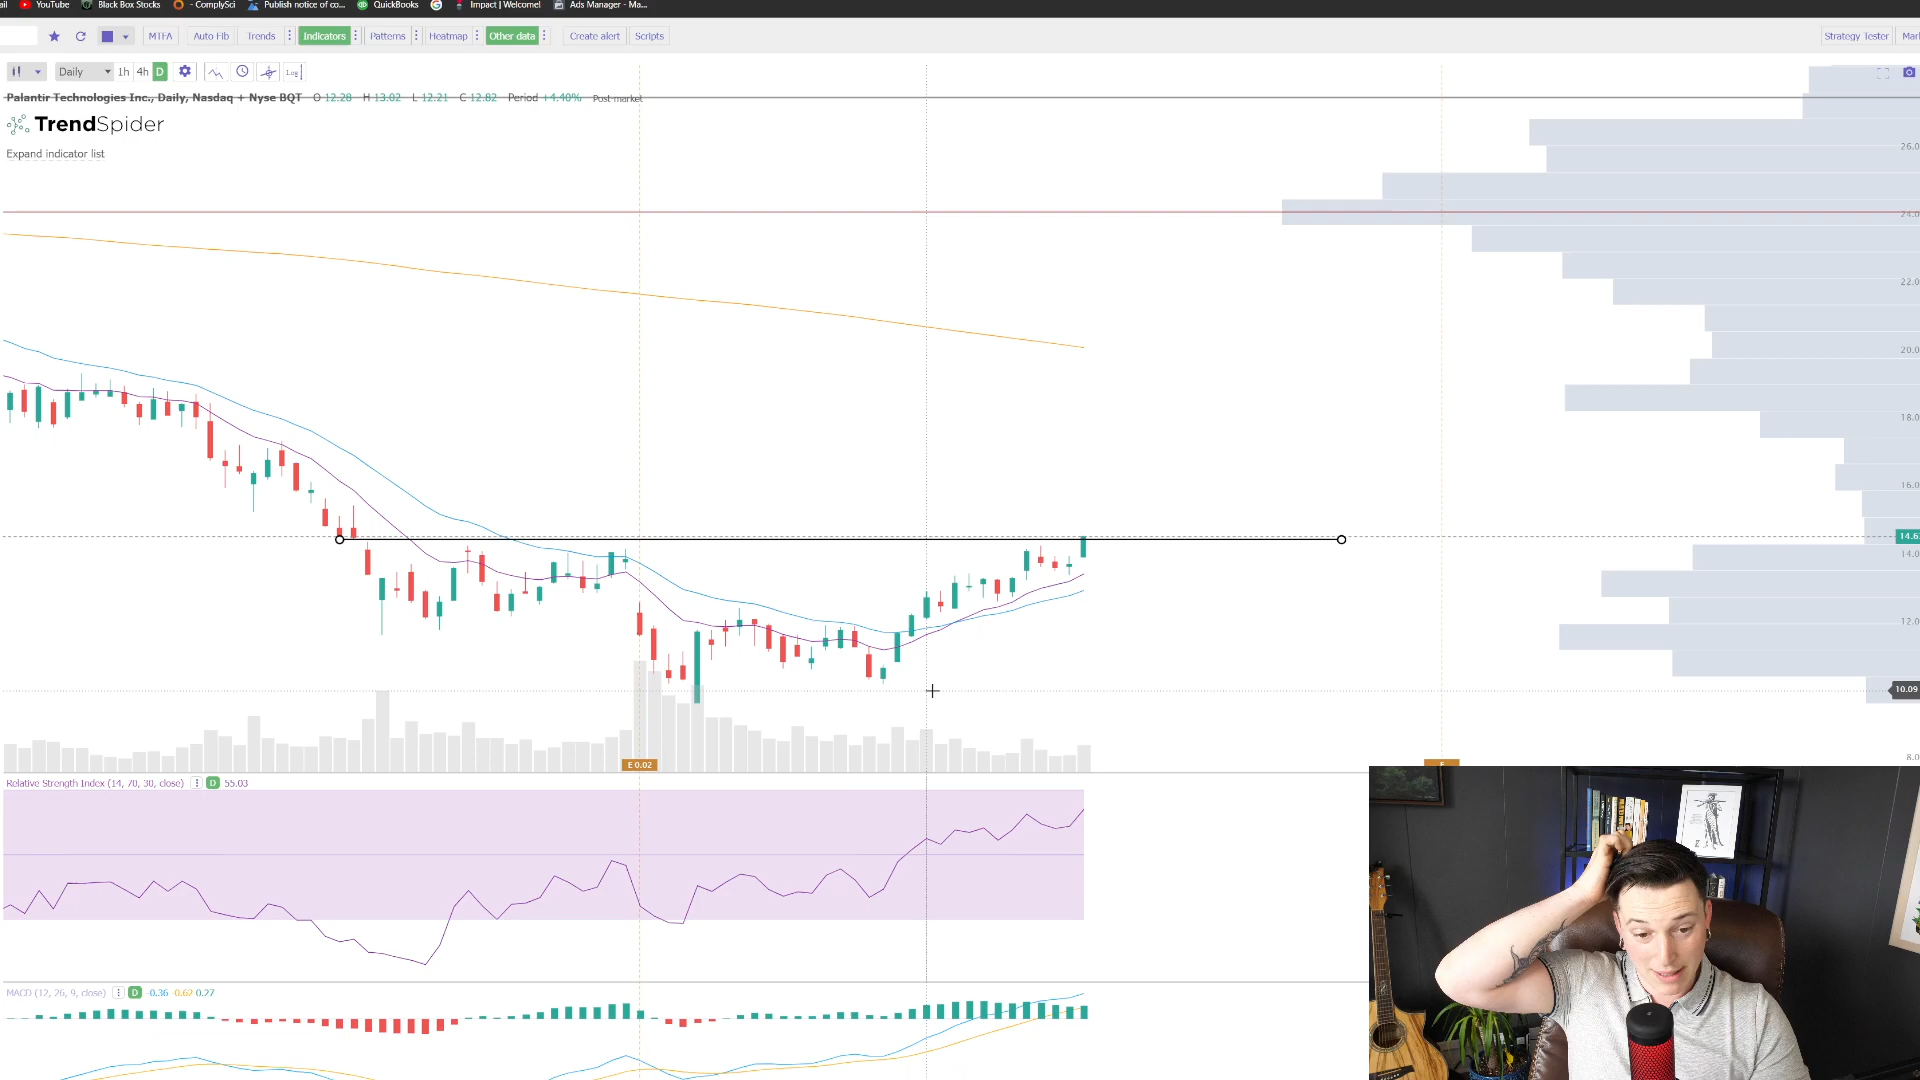 ail YouTube Black Box Stocks - ComplySci Publish notice of co... QuickBooks Impact | Welcome! Ads Manager - Ma...
MTFA Auto Fib Trends Indicators Patterns Heatmap Other data Create alert Scripts Strategy Tester Mar
Daily 1h 4h D Log
Palantir Technologies Inc., Daily, Nasdaq + Nyse BQT O 12.28 H 13.02 L 12.21 C 12.82 Period +4.40% Post-market
TrendSpider
Expand indicator list
26.0
24.0
22.0
20.0
18.0
16.0
14.6
14.0
12.0
10.09
8.0
E 0.02
E
Relative Strength Index (14, 70, 30, close) D 55.03
MACD (12, 26, 9, close) D -0.36 -0.62 0.27